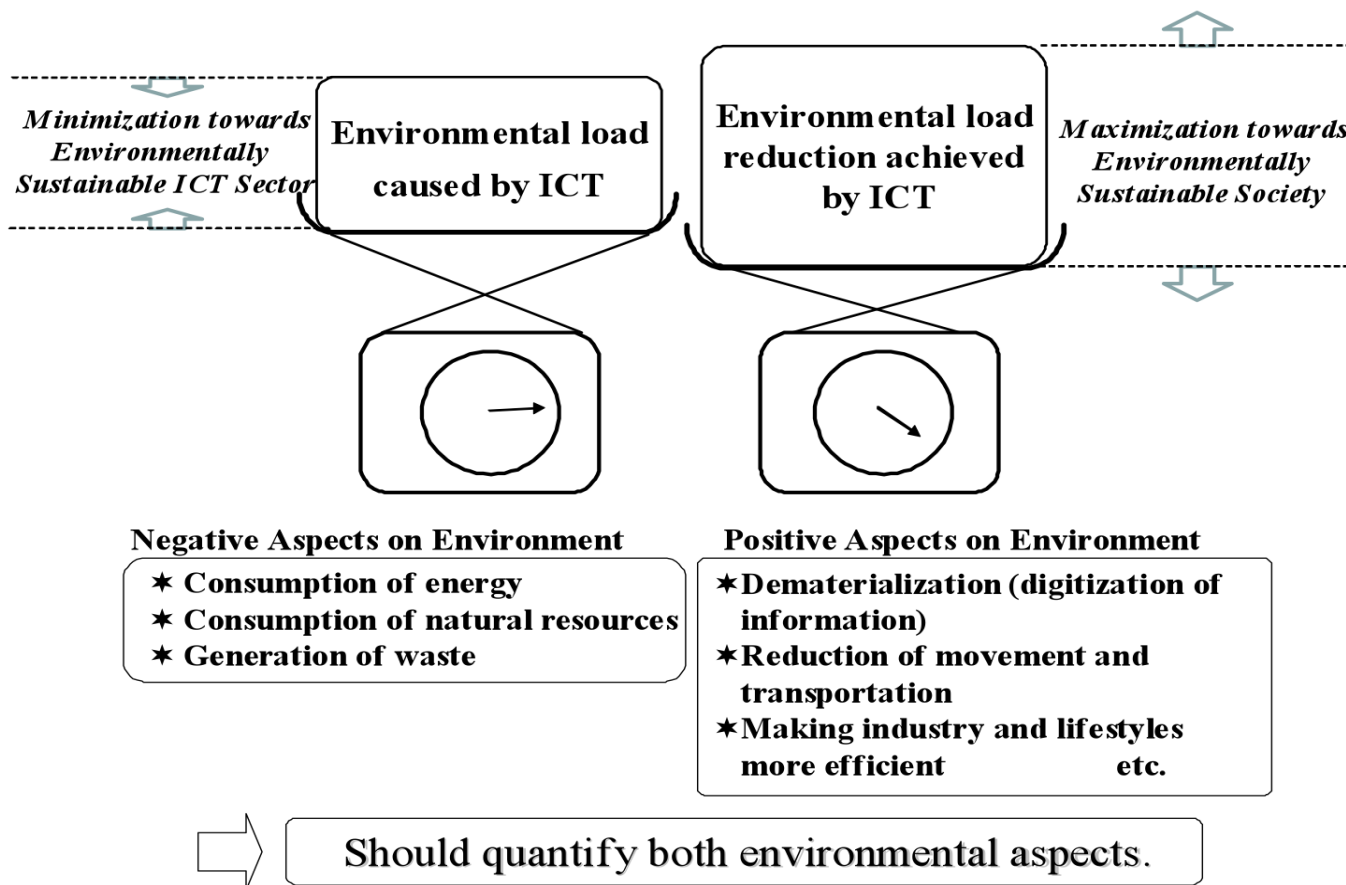 Minimization towards
Environmentally
Sustainable ICT Sector
Environmental load
caused by ICT
Environmental load
reduction achieved
by ICT
Maximization towards
Environmentally
Sustainable Society
Negative Aspects on Environment
✶ Consumption of energy
✶ Consumption of natural resources
✶ Generation of waste
Positive Aspects on Environment
✶Dematerialization (digitization of
information)
✶Reduction of movement and
transportation
✶Making industry and lifestyles
more efficient etc.
Should quantify both environmental aspects.